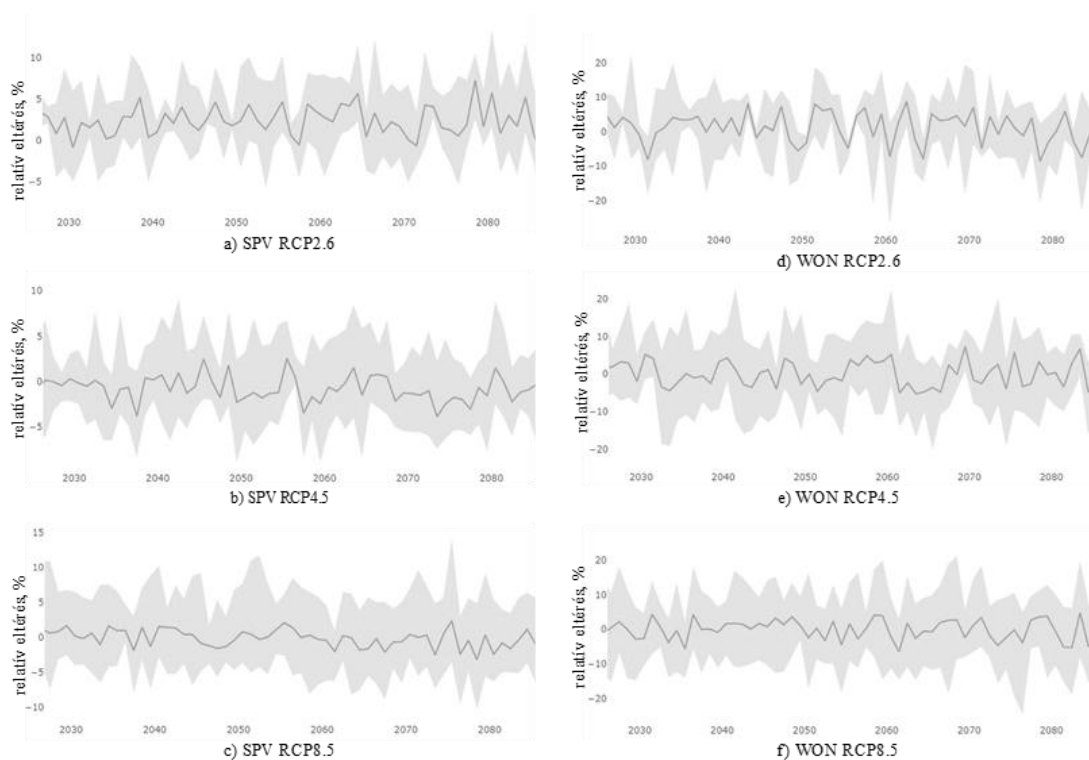 relatív eltérés, %
10
5
0
−5
2030 2040 2050 2060 2070 2080
a) SPV RCP2.6
relatív eltérés, %
20
10
0
−10
−20
2030 2040 2050 2060 2070 2080
d) WON RCP2.6
relatív eltérés, %
10
5
0
−5
2030 2040 2050 2060 2070 2080
b) SPV RCP4.5
relatív eltérés, %
20
10
0
−10
−20
2030 2040 2050 2060 2070 2080
e) WON RCP4.5
relatív eltérés, %
15
10
5
0
−5
−10
2030 2040 2050 2060 2070 2080
c) SPV RCP8.5
relatív eltérés, %
20
10
0
−10
−20
2030 2040 2050 2060 2070 2080
f) WON RCP8.5